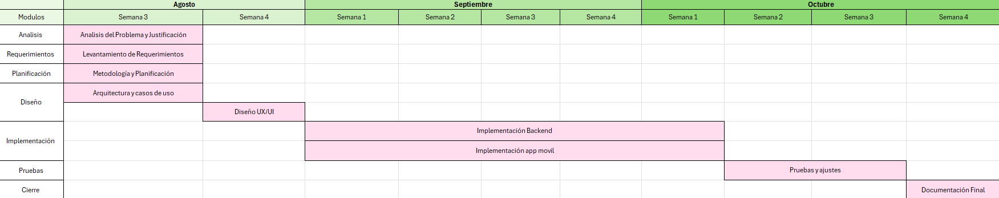 Agosto Septiembre Octubre
Modulos Semana 3 Semana 4 Semana 1 Semana 2 Semana 3 Semana 4 Semana 1 Semana 2 Semana 3 Semana 4
Analisis Analisis del Problema y Justificación
Requerimientos Levantamiento de Requerimientos
Planificación Metodología y Planificación
Diseño Arquitectura y casos de uso
Diseño UX/UI
Implementación Implementación Backend
Implementación app movil
Pruebas Pruebas y ajustes
Cierre Documentación Final